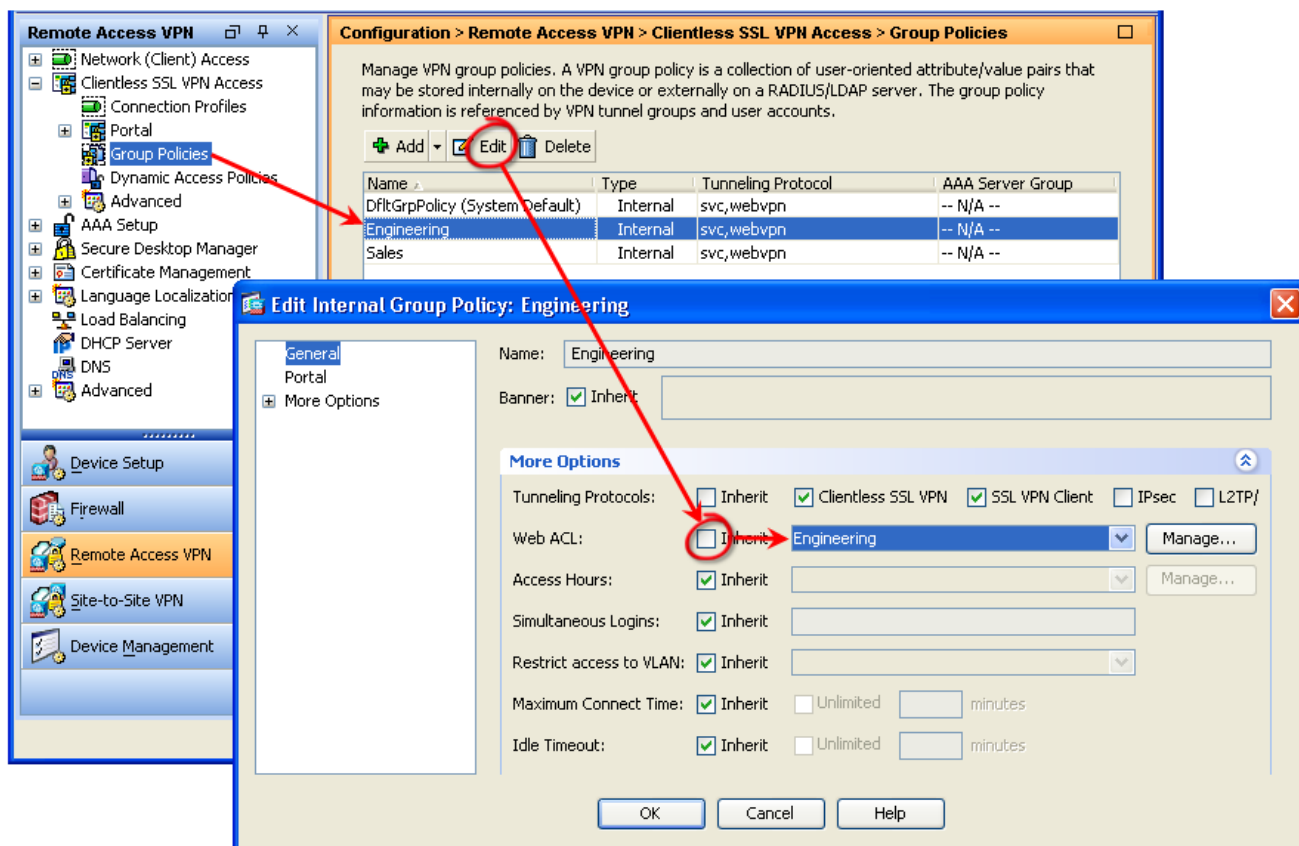 Remote Access VPN
Network (Client) Access
Clientless SSL VPN Access
Connection Profiles
Portal
Group Policies
Dynamic Access Policies
Advanced
AAA Setup
Secure Desktop Manager
Certificate Management
Language Localization
Load Balancing
DHCP Server
DNS
DNS
Advanced
Device Setup
Firewall
Remote Access VPN
Site-to-Site VPN
Device Management
Configuration > Remote Access VPN > Clientless SSL VPN Access > Group Policies
Manage VPN group policies. A VPN group policy is a collection of user-oriented attribute/value pairs that
may be stored internally on the device or externally on a RADIUS/LDAP server. The group policy
information is referenced by VPN tunnel groups and user accounts.
Add Edit Delete
Name Type Tunneling Protocol AAA Server Group
DfltGrpPolicy (System Default) Internal svc,webvpn -- N/A --
Engineering Internal svc,webvpn -- N/A --
Sales Internal svc,webvpn -- N/A --
Edit Internal Group Policy: Engineering
General
Portal
More Options
Name: Engineering
Banner: Inherit
More Options
Tunneling Protocols: Inherit Clientless SSL VPN SSL VPN Client IPsec L2TP/
Web ACL: Inherit Engineering Manage...
Access Hours: Inherit Manage...
Simultaneous Logins: Inherit
Restrict access to VLAN: Inherit
Maximum Connect Time: Inherit Unlimited minutes
Idle Timeout: Inherit Unlimited minutes
OK Cancel Help